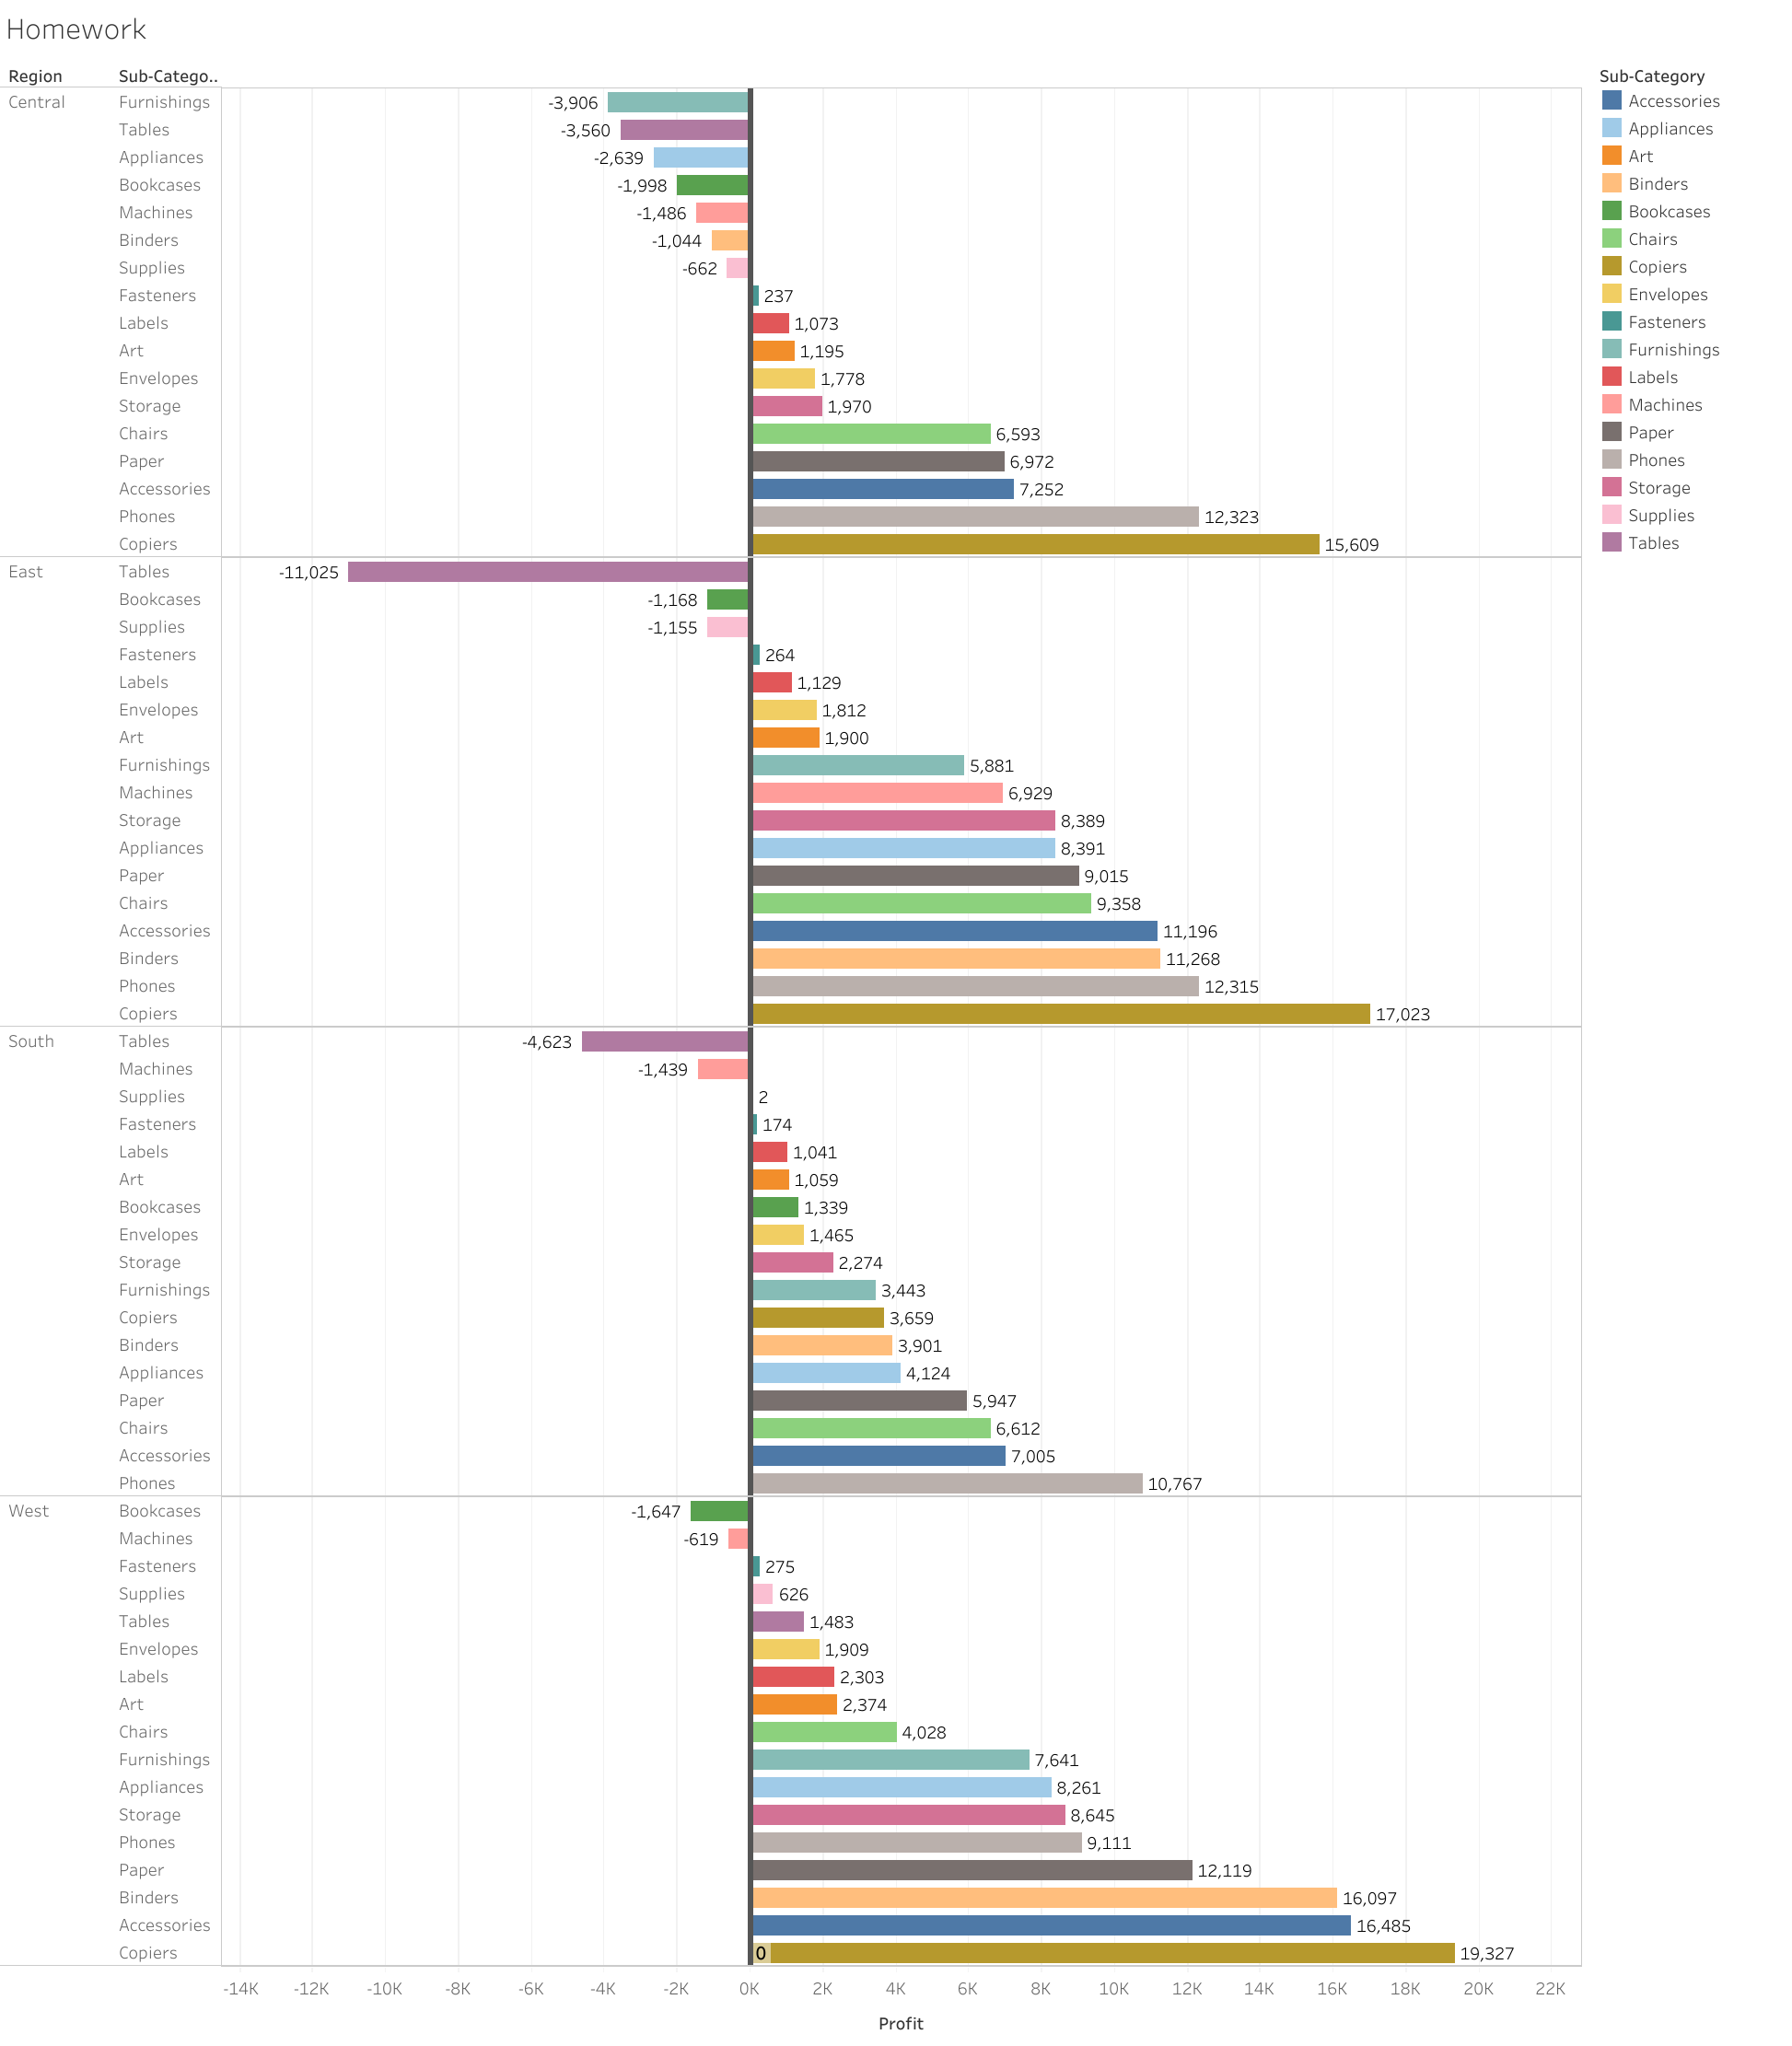 Homework
Region Sub-Catego.. Sub-Category
Central Furnishings -3,906 Accessories
Tables -3,560 Appliances
Appliances -2,639 Art
Bookcases -1,998 Binders
Machines -1,486 Bookcases
Binders -1,044 Chairs
Supplies -662 Copiers
Fasteners 237 Envelopes
Labels 1,073 Fasteners
Art 1,195 Furnishings
Envelopes 1,778 Labels
Storage 1,970 Machines
Chairs 6,593 Paper
Paper 6,972 Phones
Accessories 7,252 Storage
Phones 12,323 Supplies
Copiers 15,609 Tables
East Tables -11,025
Bookcases -1,168
Supplies -1,155
Fasteners 264
Labels 1,129
Envelopes 1,812
Art 1,900
Furnishings 5,881
Machines 6,929
Storage 8,389
Appliances 8,391
Paper 9,015
Chairs 9,358
Accessories 11,196
Binders 11,268
Phones 12,315
Copiers 17,023
South Tables -4,623
Machines -1,439
Supplies 2
Fasteners 174
Labels 1,041
Art 1,059
Bookcases 1,339
Envelopes 1,465
Storage 2,274
Furnishings 3,443
Copiers 3,659
Binders 3,901
Appliances 4,124
Paper 5,947
Chairs 6,612
Accessories 7,005
Phones 10,767
West Bookcases -1,647
Machines -619
Fasteners 275
Supplies 626
Tables 1,483
Envelopes 1,909
Labels 2,303
Art 2,374
Chairs 4,028
Furnishings 7,641
Appliances 8,261
Storage 8,645
Phones 9,111
Paper 12,119
Binders 16,097
Accessories 16,485
Copiers 0 19,327
-14K -12K -10K -8K -6K -4K -2K 0K 2K 4K 6K 8K 10K 12K 14K 16K 18K 20K 22K
Profit